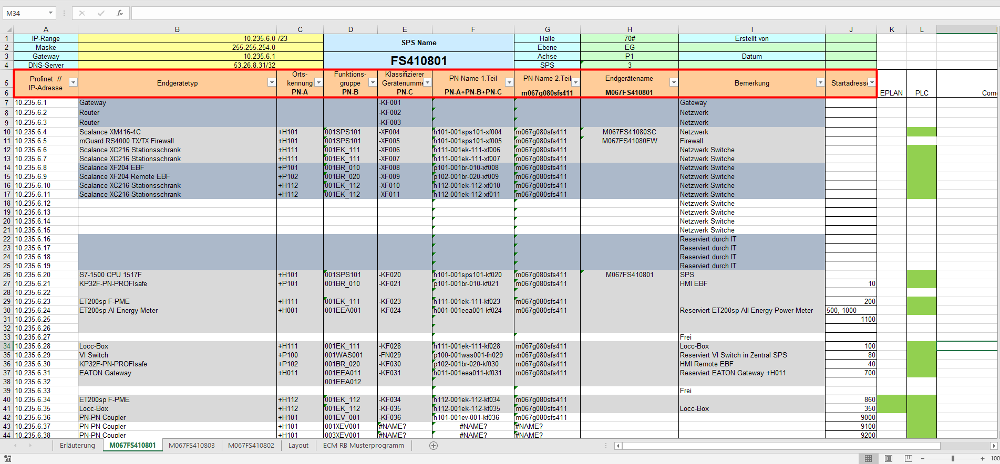 M34 fx
A B C D E F G H I J K L
1 IP-Range 10.235.6.0 /23 SPS Name Halle 70# Erstellt von
2 Maske 255.255.254.0 Ebene EG
3 Gateway 10.235.6.1 FS410801 Achse P1 Datum
4 DNS-Server 53.26.8.31/32 SPS 3
5 Profinet // IP-Adresse Endgerätetyp Orts-kennung Funktions-gruppe Klassifizierer Gerätenumme PN-Name 1.Teil PN-Name 2.Teil Endgerätename Bemerkung Startadresse
6 PN-A PN-B PN-C PN-A+PN-B+PN-C m067g080sfs411 M067FS410801 EPLAN PLC Com
7 10.235.6.1 Gateway -KF001 Gateway
8 10.235.6.2 Router -KF002 Netzwerk
9 10.235.6.3 Router -KF003 Netzwerk
10 10.235.6.4 Scalance XM416-4C +H101 001SPS101 -XF004 h101-001sps101-xf004 m067g080sfs411 M067FS41080SC Netzwerk
11 10.235.6.5 mGuard RS4000 TX/TX Firewall +H101 001SPS101 -XF005 h101-001sps101-xf005 m067g080sfs411 M067FS41080FW Firewall
12 10.235.6.6 Scalance XC216 Stationsschrank +H111 001EK_111 -XF006 h111-001ek-111-xf006 m067g080sfs411 Netzwerk Switche
13 10.235.6.7 Scalance XC216 Stationsschrank +H111 001EK_111 -XF007 h111-001ek-111-xf007 m067g080sfs411 Netzwerk Switche
14 10.235.6.8 Scalance XF204 EBF +P101 001BR_010 -XF008 p101-001br-010-xf008 m067g080sfs411 Netzwerk Switche
15 10.235.6.9 Scalance XF204 Remote EBF +P102 001BR_020 -XF009 p102-001br-020-xf009 m067g080sfs411 Netzwerk Switche
16 10.235.6.10 Scalance XC216 Stationsschrank +H112 001EK_112 -XF010 h112-001ek-112-xf010 m067g080sfs411 Netzwerk Switche
17 10.235.6.11 Scalance XC216 Stationsschrank +H112 001EK_112 -XF011 h112-001ek-112-xf011 m067g080sfs411 Netzwerk Switche
18 10.235.6.12 Netzwerk Switche
19 10.235.6.13 Netzwerk Switche
20 10.235.6.14 Netzwerk Switche
21 10.235.6.15 Netzwerk Switche
22 10.235.6.16 Reserviert durch IT
23 10.235.6.17 Reserviert durch IT
24 10.235.6.18 Reserviert durch IT
25 10.235.6.19 Reserviert durch IT
26 10.235.6.20 S7-1500 CPU 1517F +H101 001SPS101 -KF020 h101-001sps101-kf020 m067g080sfs411 M067FS410801 SPS
27 10.235.6.21 KP32F-PN-PROFIsafe +P101 001BR_010 -KF021 p101-001br-010-kf021 m067g080sfs411 HMI EBF 10
28 10.235.6.22
29 10.235.6.23 ET200sp F-PME +H111 001EK_111 -KF023 h111-001ek-111-kf023 m067g080sfs411 200
30 10.235.6.24 ET200sp AI Energy Meter +H001 001EEA001 -KF024 h001-001eea001-kf024 m067g080sfs411 Reserviert ET200sp All Energy Power Meter 500, 1000
31 10.235.6.25 1100
32 10.235.6.26
33 10.235.6.27 Frei
34 10.235.6.28 Locc-Box +H111 001EK_111 -KF028 h111-001ek-111-kf028 m067g080sfs411 Locc-Box 100
35 10.235.6.29 VI Switch +P100 001WAS001 -FN029 p100-001was001-fn029 m067g080sfs411 Reserviert VI Switch in Zentral SPS 80
36 10.235.6.30 KP32F-PN-PROFIsafe +P102 001BR_020 -KF030 p102-001br-020-kf030 m067g080sfs411 HMI Remote EBF 40
37 10.235.6.31 EATON Gateway +H011 001EEA011 -KF031 h011-001eea011-kf031 m067g080sfs411 Reserviert EATON Gateway +H011 700
38 10.235.6.32 001EEA012
39 10.235.6.33 Frei
40 10.235.6.34 ET200sp F-PME +H112 001EK_112 -KF034 h112-001ek-112-kf034 m067g080sfs411 860
41 10.235.6.35 Locc-Box +H112 001EK_112 -KF035 h112-001ek-112-kf035 m067g080sfs411 Locc-Box 350
42 10.235.6.36 PN-PN Coupler +H101 001EV_001 -KF036 h101-001ev-001-kf036 m067g080sfs411 9000
43 10.235.6.37 PN-PN Coupler +H101 001XEV001 #NAME? #NAME? #NAME? 9100
44 10.235.6.38 PN-PN Coupler +H101 003XEV001 #NAME? #NAME? #NAME? 9200
Erläuterung M067FS410801 M067FS410803 M067FS410802 Layout ECM RB Musterprogramm